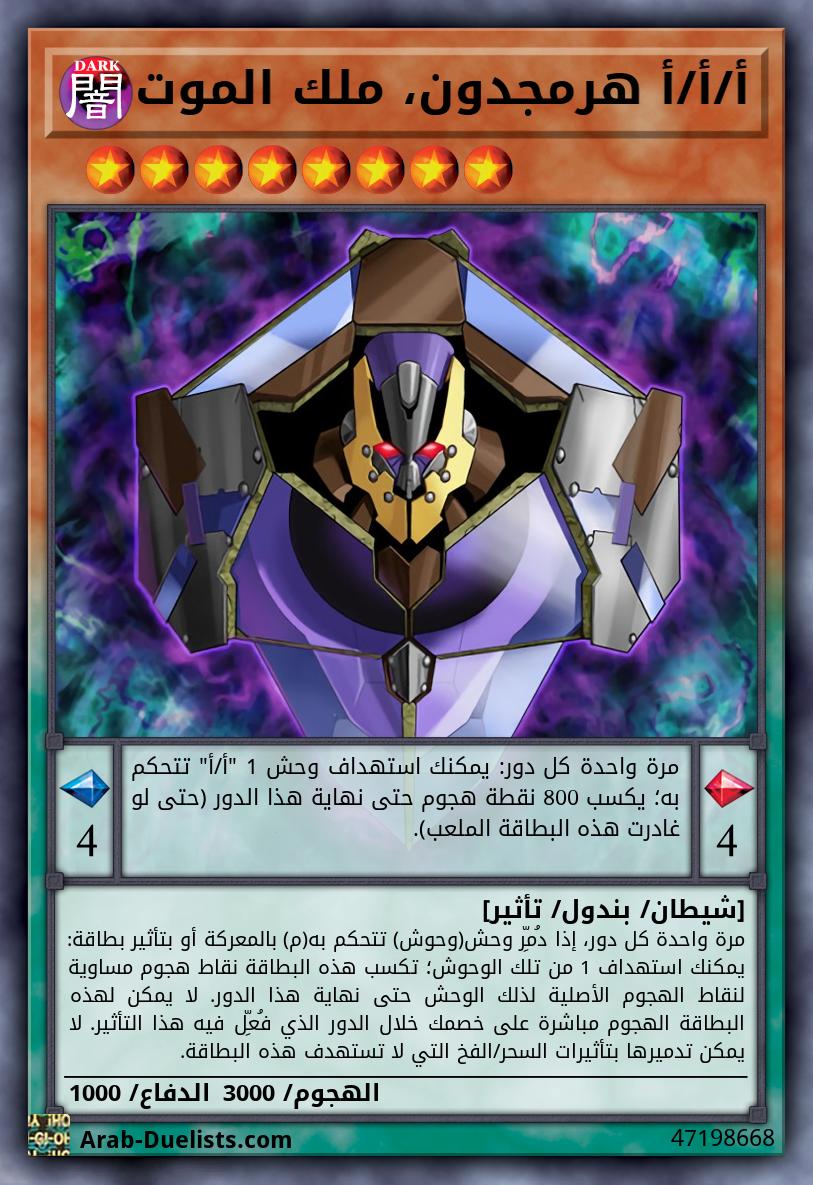 أ/أ/أ هرمجدون، ملك الموت
DARK
闇
مرة واحدة كل دور: يمكنك استهداف وحش 1 "أ/أ" تتحكم
به؛ يكسب 800 نقطة هجوم حتى نهاية هذا الدور (حتى لو
غادرت هذه البطاقة الملعب).
4
4
[شيطان/ بندول/ تأثير]
مرة واحدة كل دور، إذا دُمِّر وحش(وحوش) تتحكم به(م) بالمعركة أو بتأثير بطاقة:
يمكنك استهداف 1 من تلك الوحوش؛ تكسب هذه البطاقة نقاط هجوم مساوية
لنقاط الهجوم الأصلية لذلك الوحش حتى نهاية هذا الدور. لا يمكن لهذه
البطاقة الهجوم مباشرة على خصمك خلال الدور الذي فُعِّل فيه هذا التأثير. لا
يمكن تدميرها بتأثيرات السحر/الفخ التي لا تستهدف هذه البطاقة.
الهجوم/ 3000 الدفاع/ 1000
Arab-Duelists.com
47198668